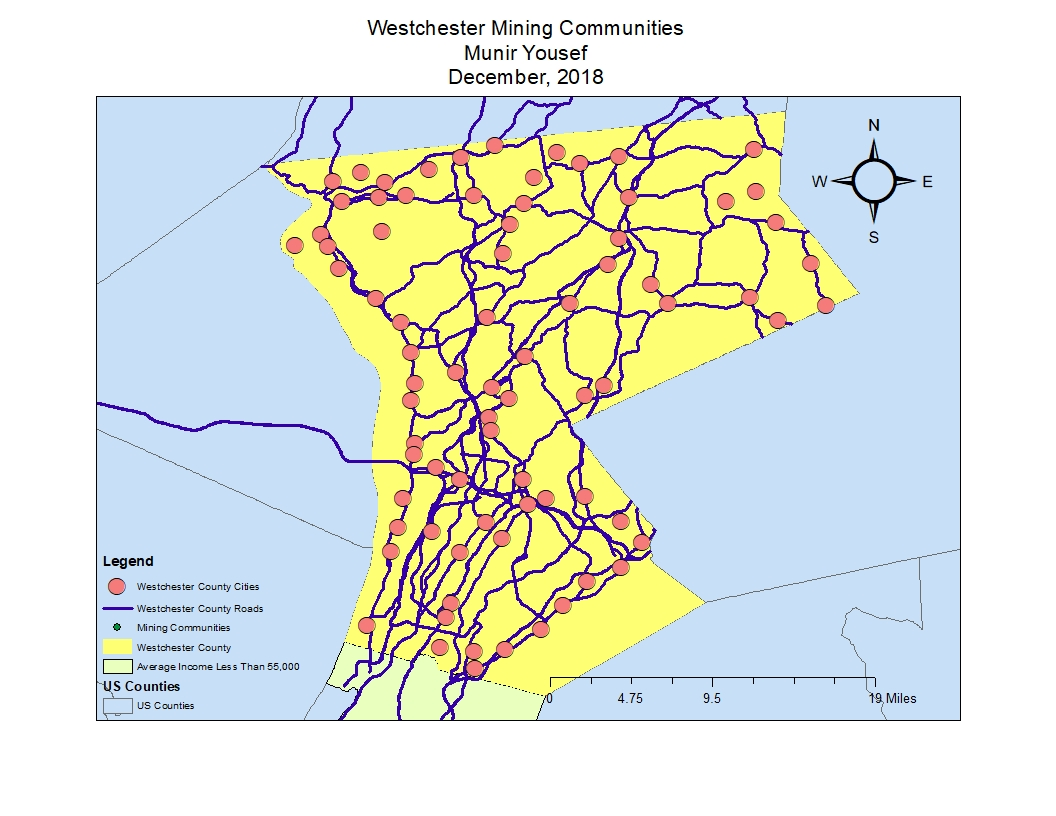 Westchester Mining Communities
Munir Yousef
December, 2018
N
W
E
S
Legend
Westchester County Cities
Westchester County Roads
Mining Communities
Westchester County
Average Income Less Than 55,000
US Counties
US Counties
0 4.75 9.5 19 Miles